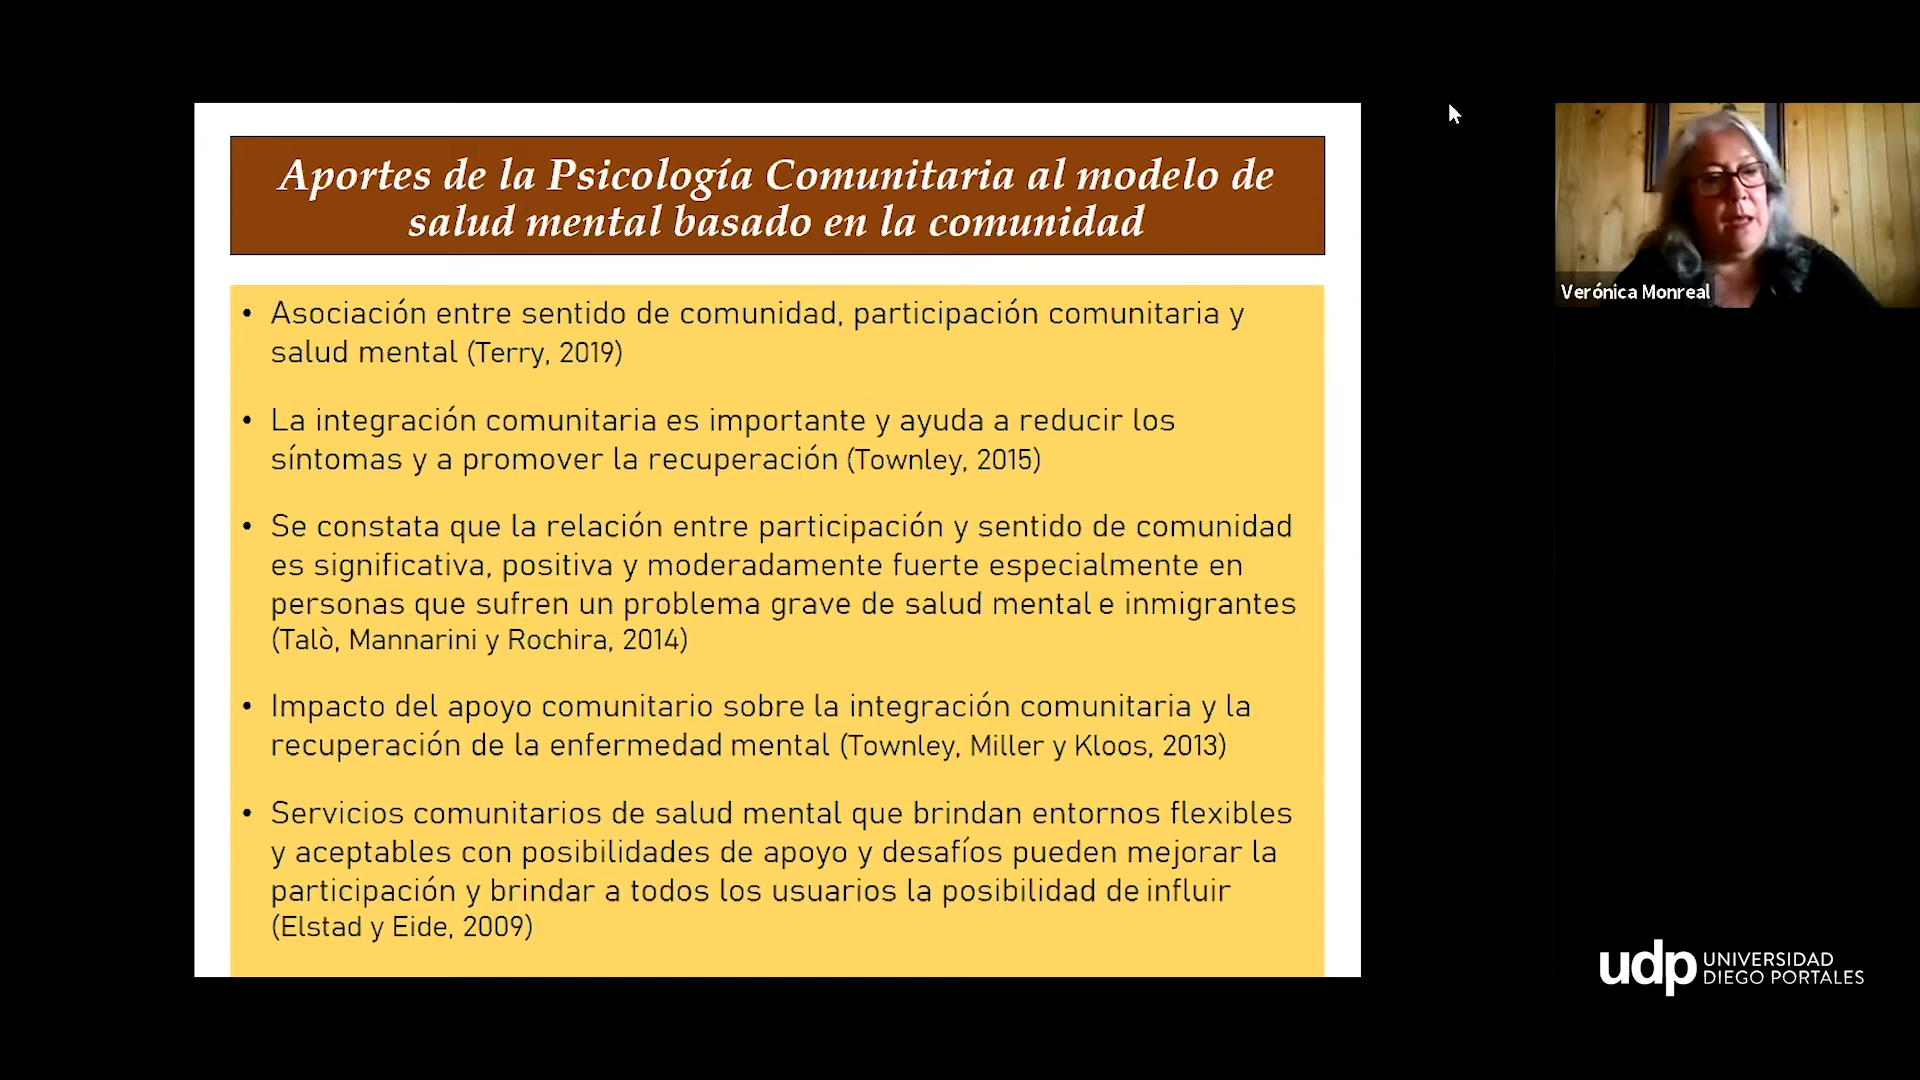 Aportes de la Psicología Comunitaria al modelo de
salud mental basado en la comunidad
• Asociación entre sentido de comunidad, participación comunitaria y
salud mental (Terry, 2019)
• La integración comunitaria es importante y ayuda a reducir los
síntomas y a promover la recuperación (Townley, 2015)
• Se constata que la relación entre participación y sentido de comunidad
es significativa, positiva y moderadamente fuerte especialmente en
personas que sufren un problema grave de salud mental e inmigrantes
(Talò, Mannarini y Rochira, 2014)
• Impacto del apoyo comunitario sobre la integración comunitaria y la
recuperación de la enfermedad mental (Townley, Miller y Kloos, 2013)
• Servicios comunitarios de salud mental que brindan entornos flexibles
y aceptables con posibilidades de apoyo y desafíos pueden mejorar la
participación y brindar a todos los usuarios la posibilidad de influir
(Elstad y Eide, 2009)
Verónica Monreal
udp UNIVERSIDAD
DIEGO PORTALES